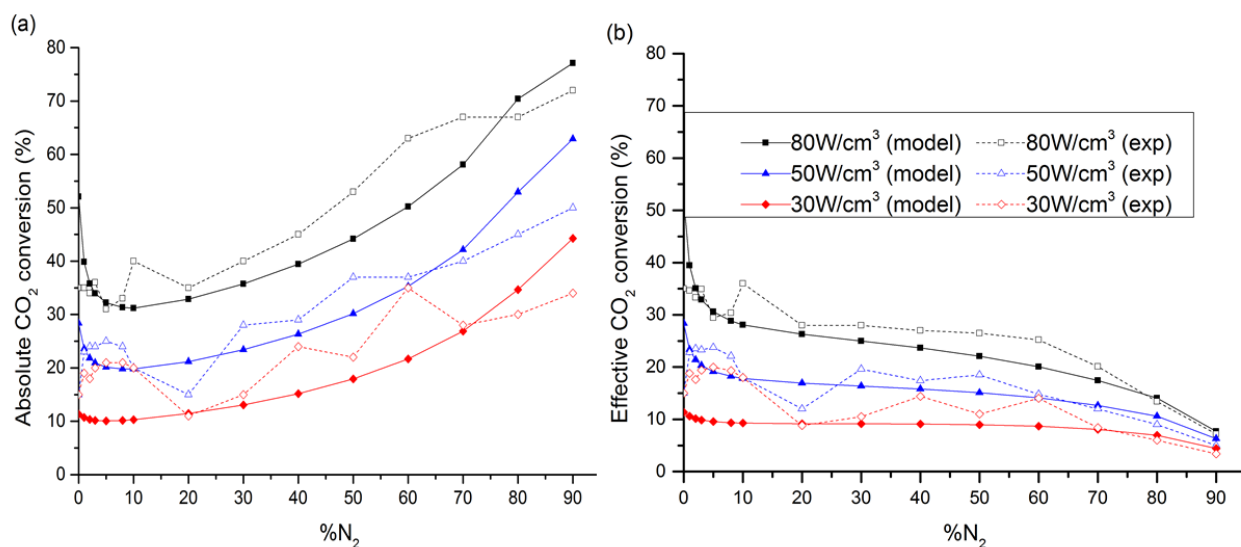 (a)
80
70
60
50
40
30
20
10
0
Absolute CO₂ conversion (%)
0 10 20 30 40 50 60 70 80 90
%N₂
(b)
80
70
60
50
40
30
20
10
0
Effective CO₂ conversion (%)
80W/cm³ (model) 80W/cm³ (exp)
50W/cm³ (model) 50W/cm³ (exp)
30W/cm³ (model) 30W/cm³ (exp)
0 10 20 30 40 50 60 70 80 90
%N₂